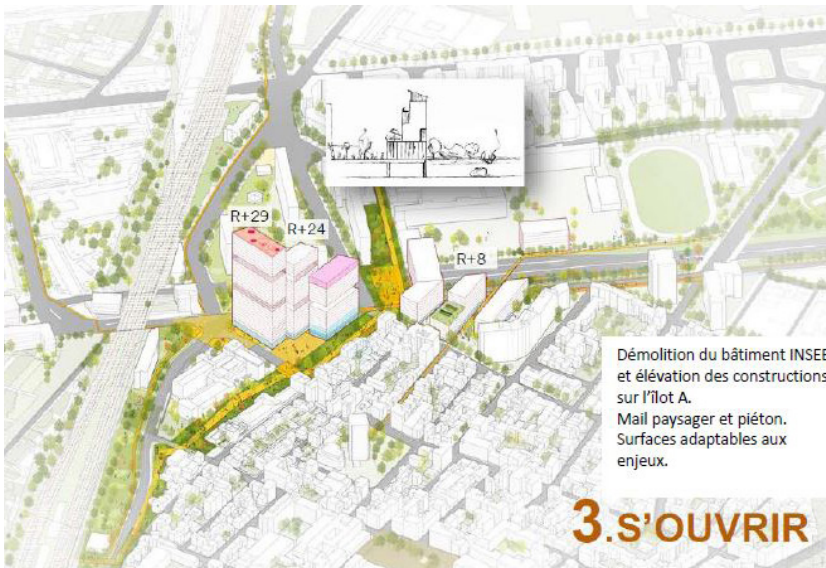 R+29
R+24
R+8
Démolition du bâtiment INSEE
et élévation des constructions
sur l'îlot A.
Mail paysager et piéton.
Surfaces adaptables aux
enjeux.
3.S'OUVRIR